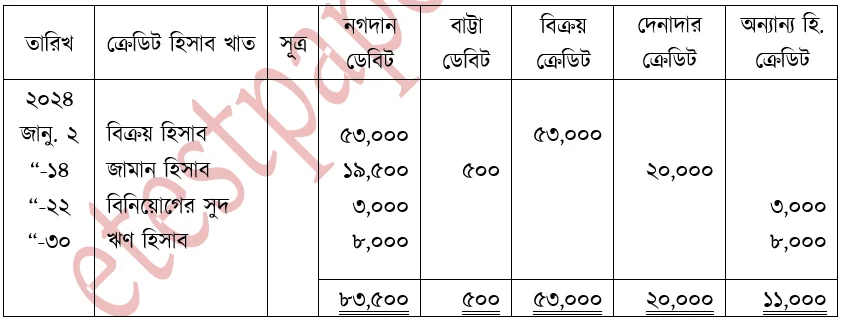 তারিখ ক্রেডিট হিসাব খাত সূত্র নগদান ডেবিট বাট্টা ডেবিট বিক্রয় ক্রেডিট দেনাদার ক্রেডিট অন্যান্য হি. ক্রেডিট
২০২৪
জানু. ২ বিক্রয় হিসাব ৫৩,০০০ ৫৩,০০০
“-১৪ জামান হিসাব ১৯,৫০০ ৫০০ ২০,০০০
“-২২ বিনিয়োগের সুদ ৩,০০০ ৩,০০০
“-৩০ ঋণ হিসাব ৮,০০০ ৮,০০০
৮৩,৫০০ ৫০০ ৫৩,০০০ ২০,০০০ ১১,০০০
etestpape